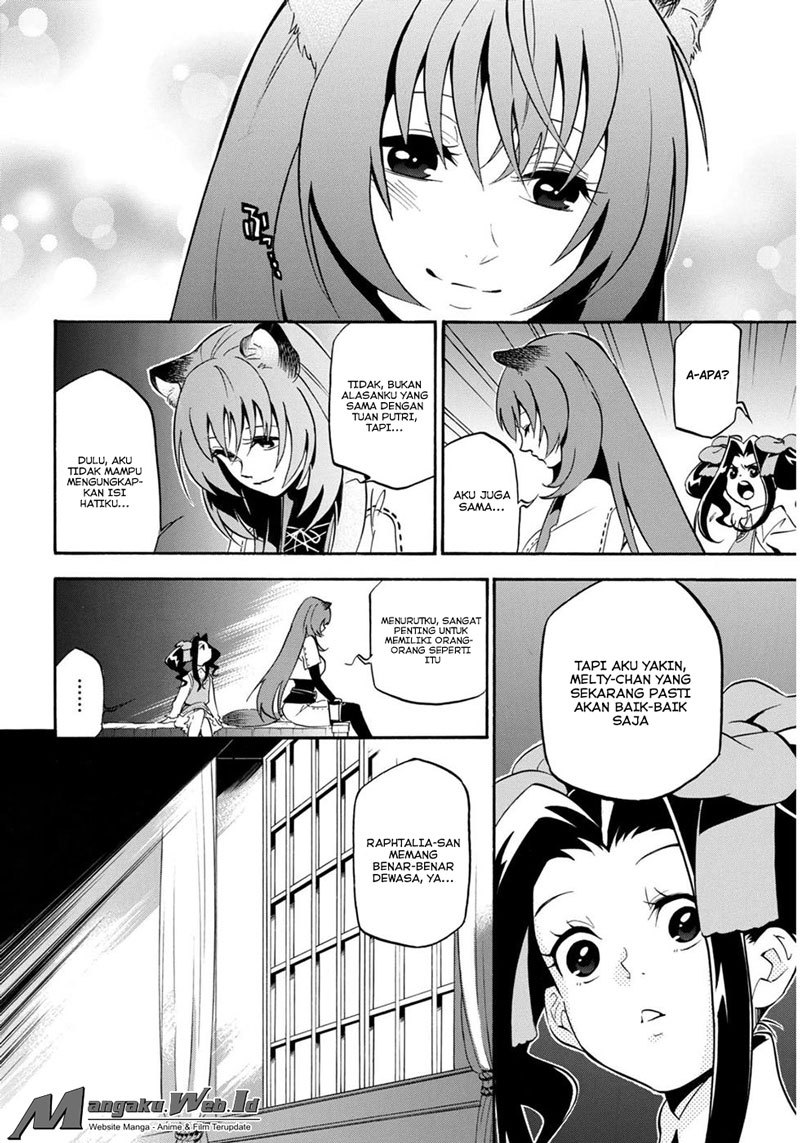 ふっ…
A-APA?
AKU JUGA
SAMA...
TIDAK, BUKAN
ALASANKU YANG
SAMA DENGAN
TUAN PUTRI,
TAPI...
DULU, AKU
TIDAK MAMPU
MENGUNGKAP-
KAN ISI
HATIKU...
TAPI AKU YAKIN,
MELTY-CHAN YANG
SEKARANG PASTI
AKAN BAIK-BAIK
SAJA
MENURUTKU, SANGAT
PENTING UNTUK
MEMILIKI ORANG-
ORANG SEPERTI
ITU
......
RAPHTALIA-SAN
MEMANG
BENAR-BENAR
DEWASA, YA...
Mangaku.Web.Id
Website Manga - Anime & Film Terupdate